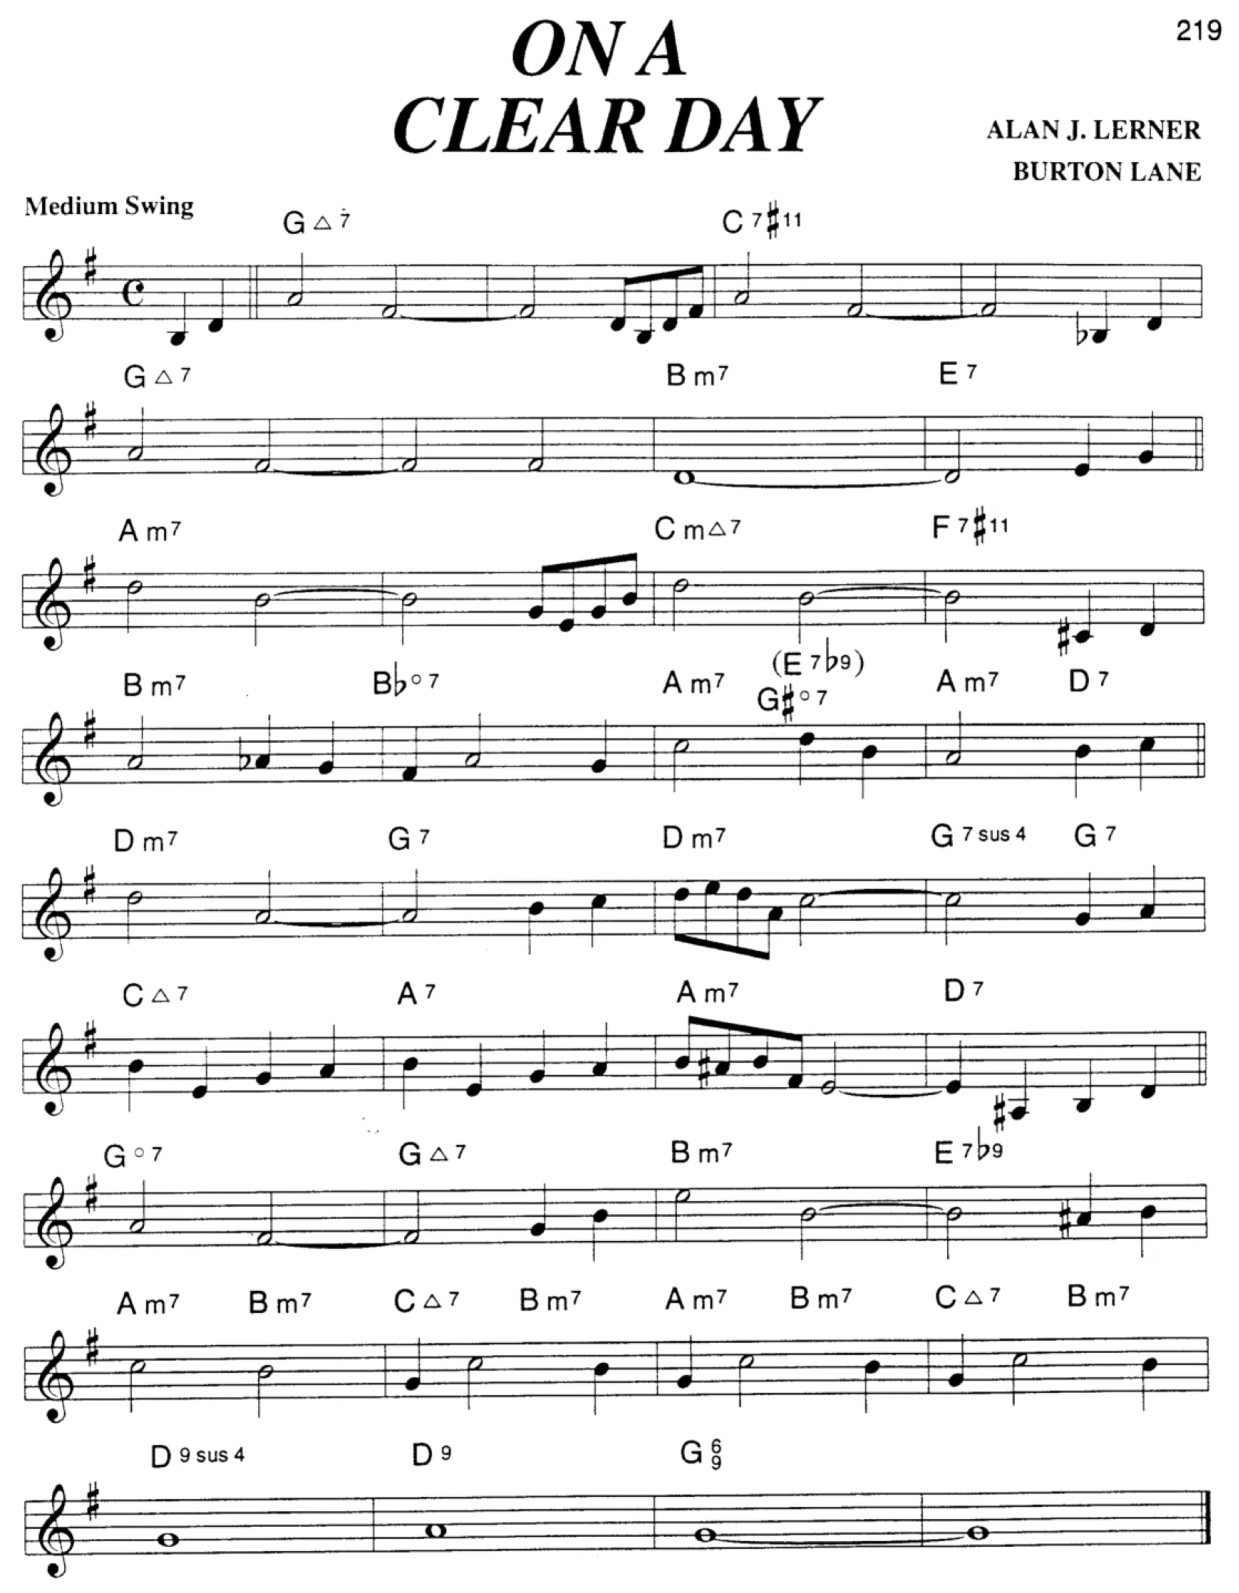 219
ON A
CLEAR DAY
ALAN J. LERNER
BURTON LANE
Medium Swing
G△7 C7♯11
G△7 Bm7 E7
Am7 Cm△7 F7♯11
(E7♭9)
Bm7 B♭°7 Am7 G♯°7 Am7 D7
Dm7 G7 Dm7 G7sus4 G7
C△7 A7 Am7 D7
G°7 G△7 Bm7 E7♭9
Am7 Bm7 C△7 Bm7 Am7 Bm7 C△7 Bm7
D9sus4 D9 G6/9